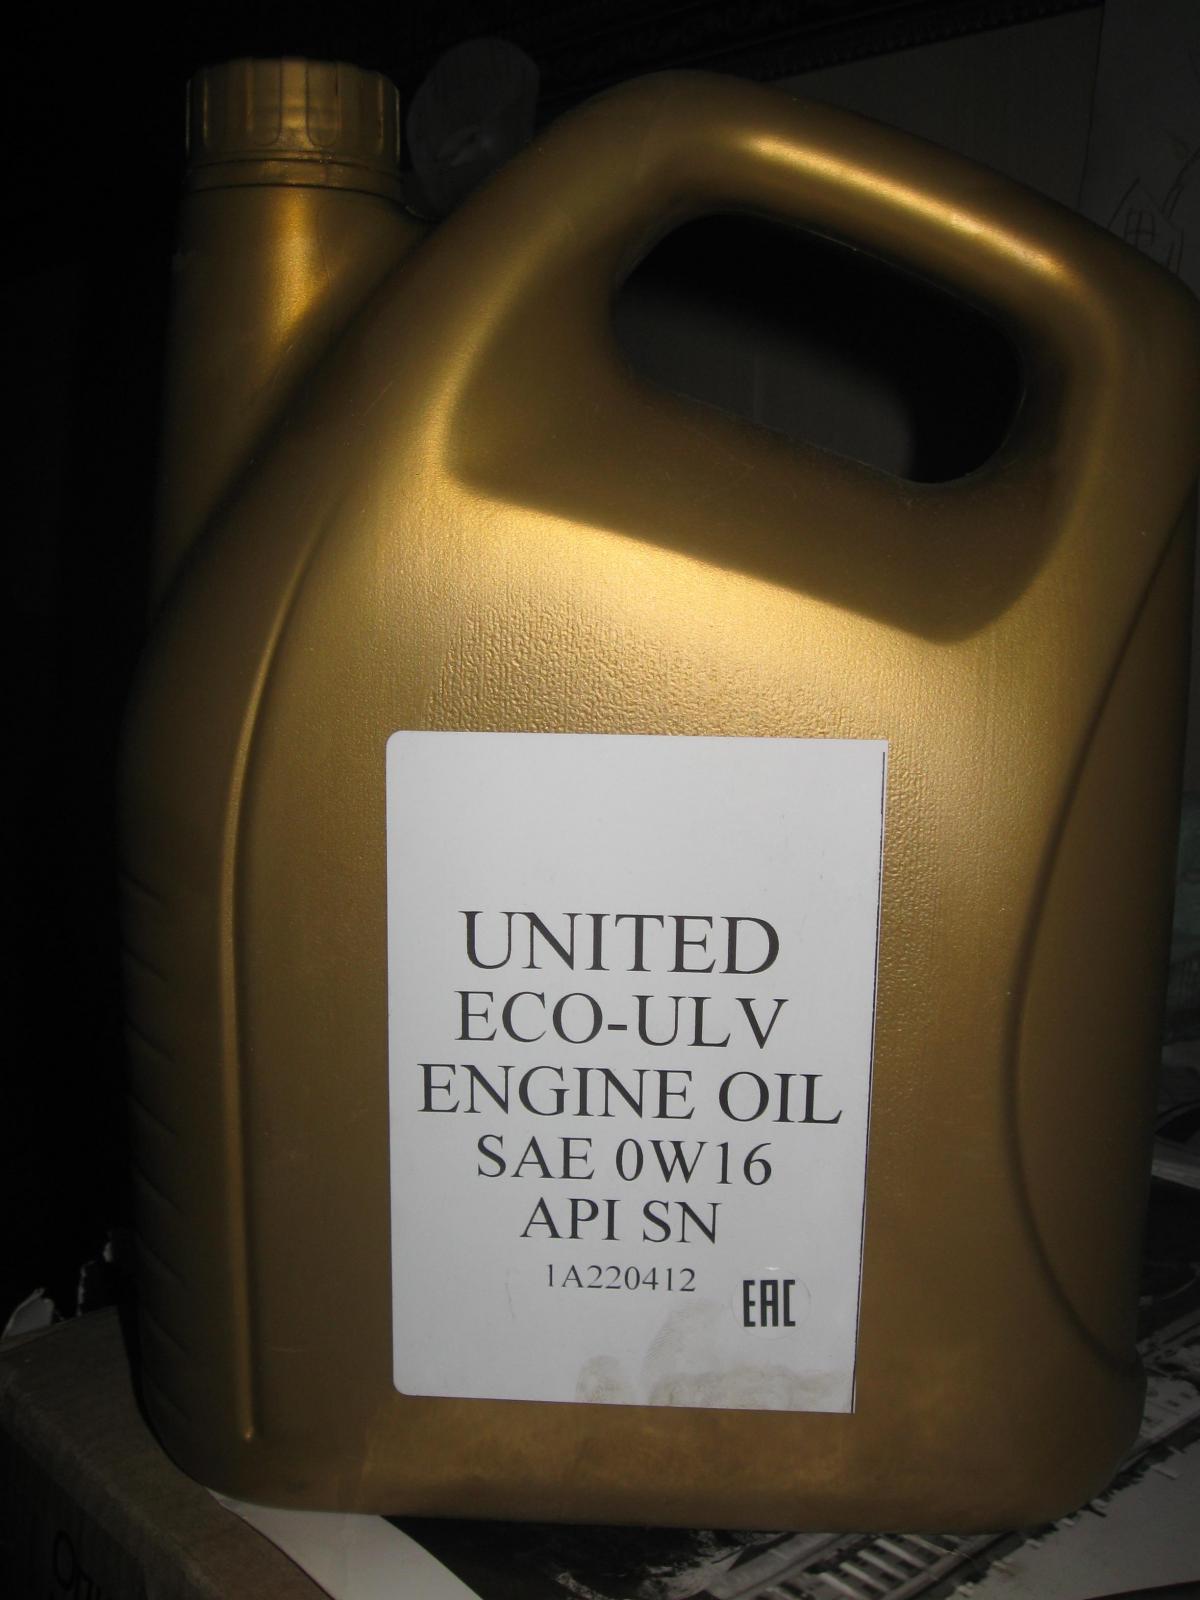 UNITED
ECO-ULV
ENGINE OIL
SAE 0W16
API SN
1A220412
EAC